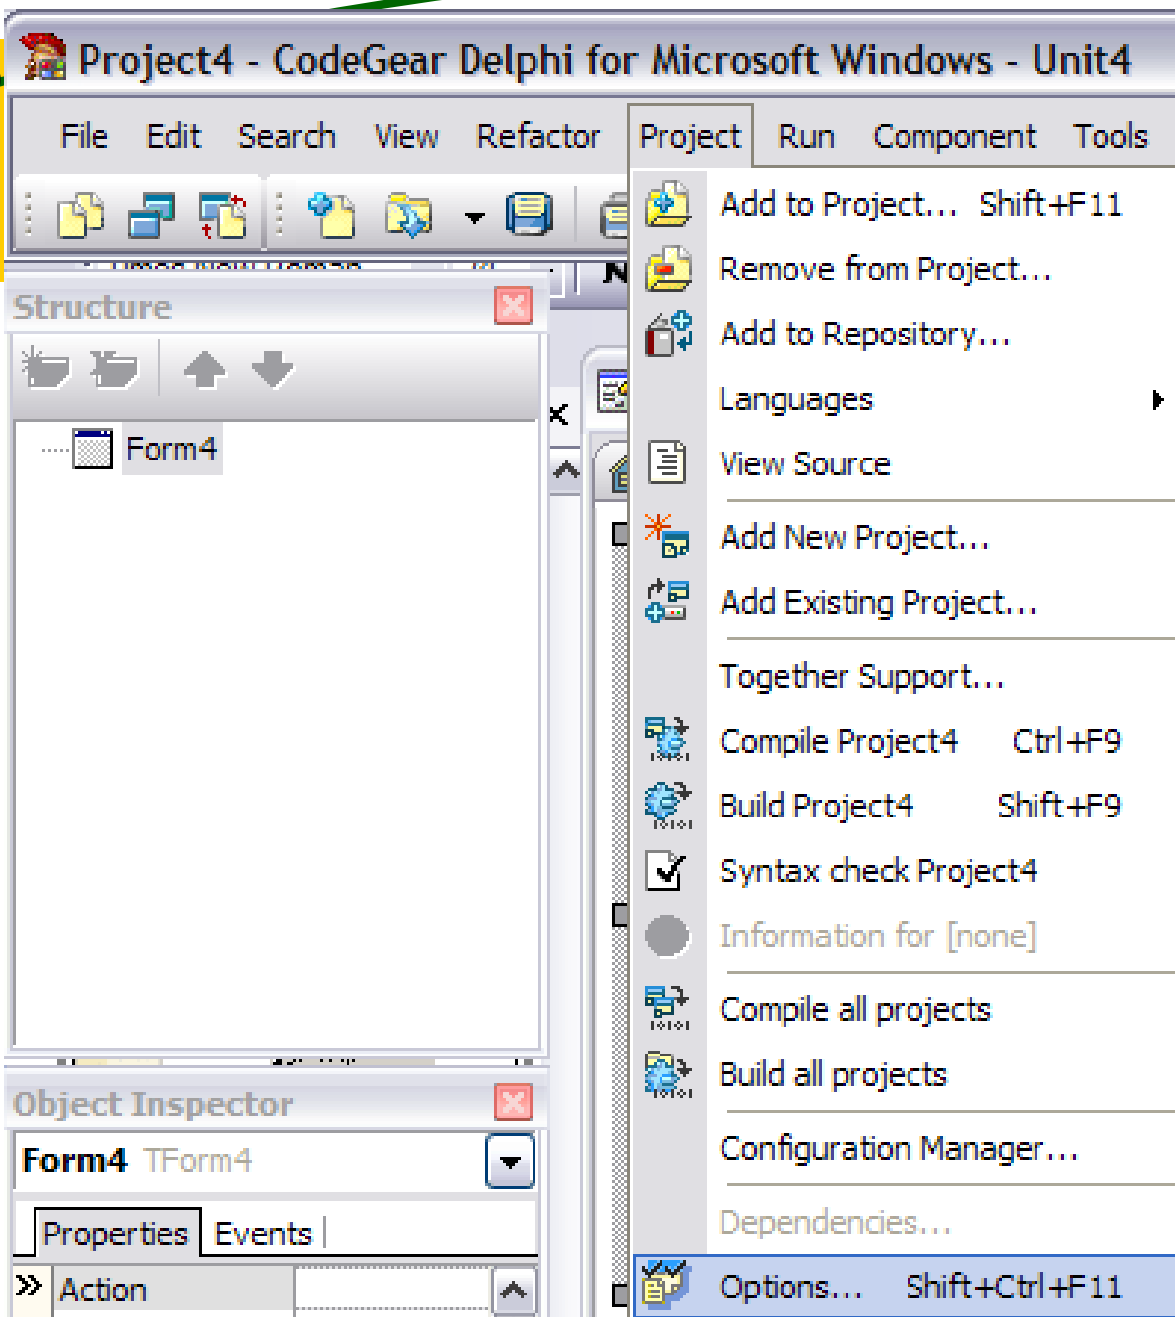 Project4 - CodeGear Delphi for Microsoft Windows - Unit4
File Edit Search View Refactor Project Run Component Tools
Structure
Form4
Object Inspector
Form4 TForm4
Properties Events
Action
Add to Project... Shift+F11
Remove from Project...
Add to Repository...
Languages
View Source
Add New Project...
Add Existing Project...
Together Support...
Compile Project4 Ctrl+F9
Build Project4 Shift+F9
Syntax check Project4
Information for [none]
Compile all projects
Build all projects
Configuration Manager...
Dependencies...
Options... Shift+Ctrl+F11